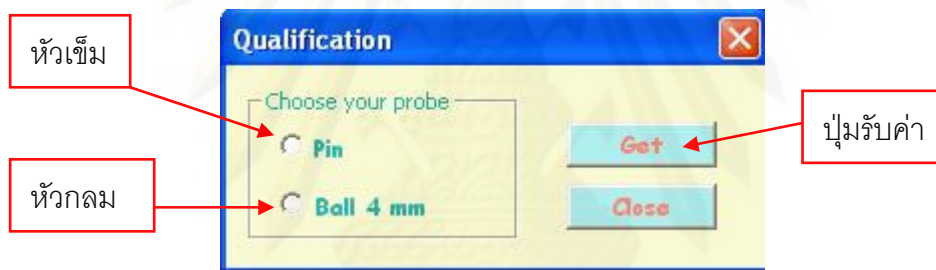 หัวเข็ม
Qualification
Choose your probe
Pin
Get
ปุ่มรับค่า
หัวกลม
Ball 4 mm
Close